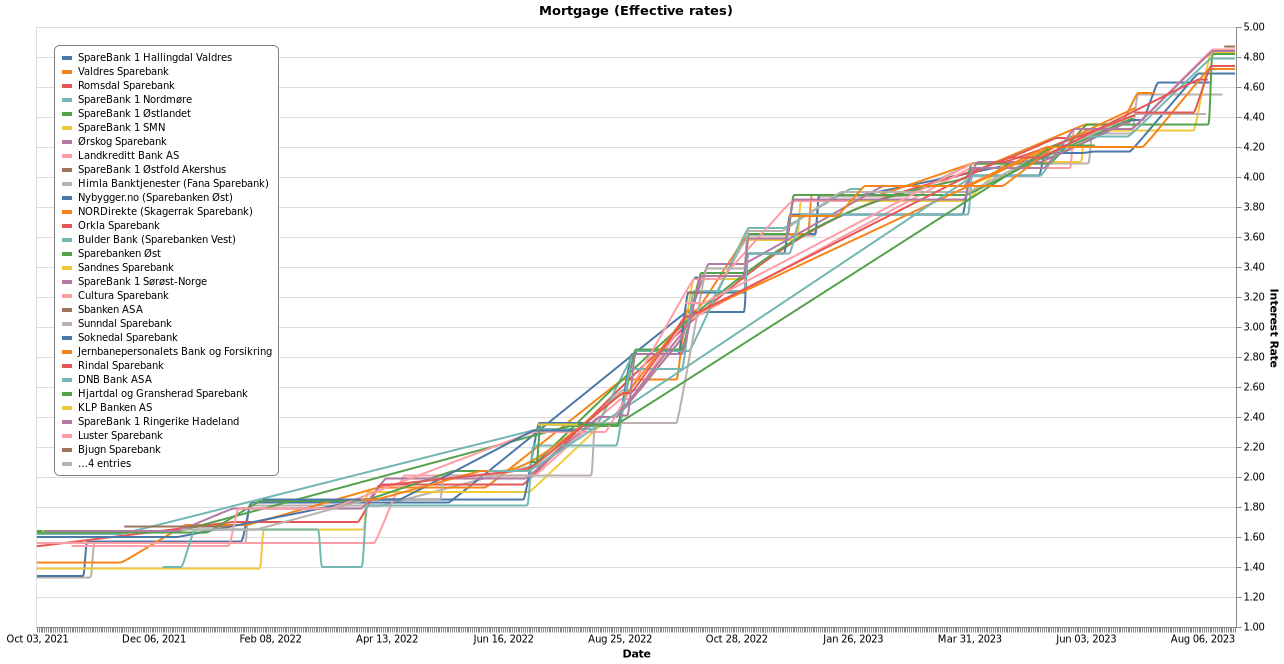 Mortgage (Effective rates)
SpareBank 1 Hallingdal Valdres
Valdres Sparebank
Romsdal Sparebank
SpareBank 1 Nordmøre
SpareBank 1 Østlandet
SpareBank 1 SMN
Ørskog Sparebank
Landkreditt Bank AS
SpareBank 1 Østfold Akershus
Himla Banktjenester (Fana Sparebank)
Nybygger.no (Sparebanken Øst)
NORDirekte (Skagerrak Sparebank)
Orkla Sparebank
Bulder Bank (Sparebanken Vest)
Sparebanken Øst
Sandnes Sparebank
SpareBank 1 Sørøst-Norge
Cultura Sparebank
Sbanken ASA
Sunndal Sparebank
Soknedal Sparebank
Jernbanepersonalets Bank og Forsikring
Rindal Sparebank
DNB Bank ASA
Hjartdal og Gransherad Sparebank
KLP Banken AS
SpareBank 1 Ringerike Hadeland
Luster Sparebank
Bjugn Sparebank
...4 entries
5.00
4.80
4.60
4.40
4.20
4.00
3.80
3.60
3.40
3.20
3.00
2.80
2.60
2.40
2.20
2.00
1.80
1.60
1.40
1.20
1.00
Interest Rate
Oct 03, 2021 Dec 06, 2021 Feb 08, 2022 Apr 13, 2022 Jun 16, 2022 Aug 25, 2022 Oct 28, 2022 Jan 26, 2023 Mar 31, 2023 Jun 03, 2023 Aug 06, 2023
Date